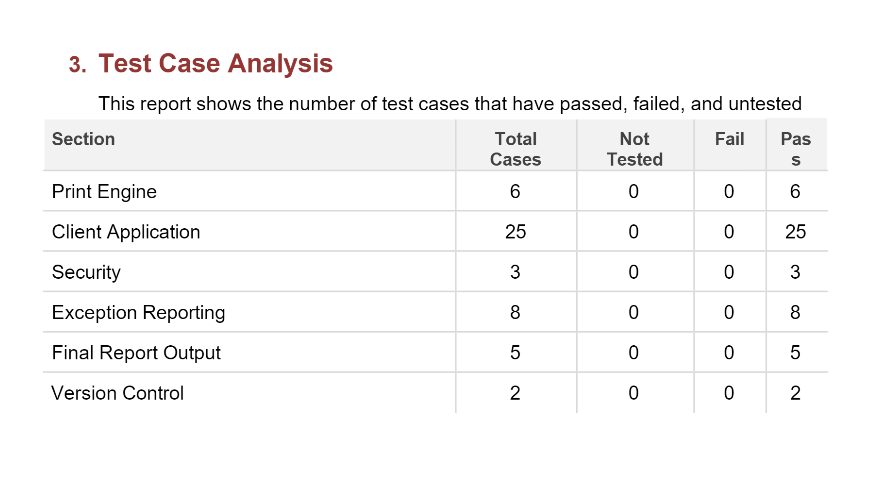 3. Test Case Analysis
This report shows the number of test cases that have passed, failed, and untested
Section Total Cases Not Tested Fail Pas s
Print Engine 6 0 0 6
Client Application 25 0 0 25
Security 3 0 0 3
Exception Reporting 8 0 0 8
Final Report Output 5 0 0 5
Version Control 2 0 0 2